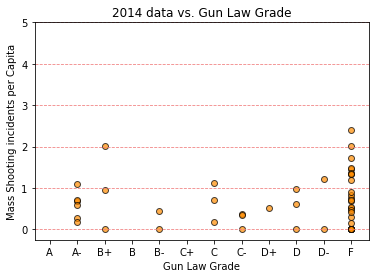 2014 data vs. Gun Law Grade
Mass Shooting incidents per Capita
5
4
3
2
1
0
A A- B+ B B- C+ C C- D+ D D- F
Gun Law Grade